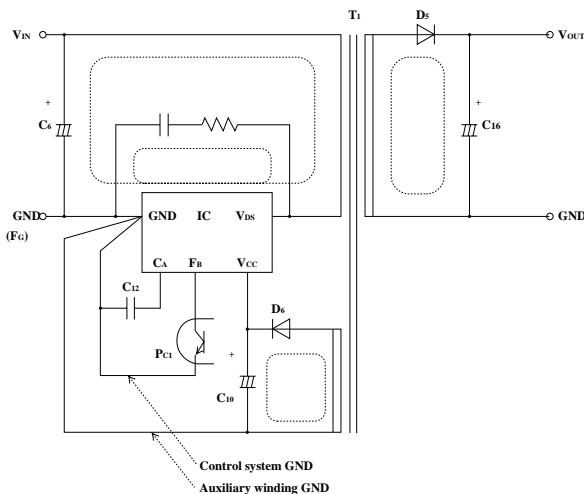 T1
D5
VIN
VOUT
+
C6
+
C16
GND
(FG)
GND
GND IC VDS
CA FB VCC
C12
D6
PC1
+
C10
Control system GND
Auxiliary winding GND